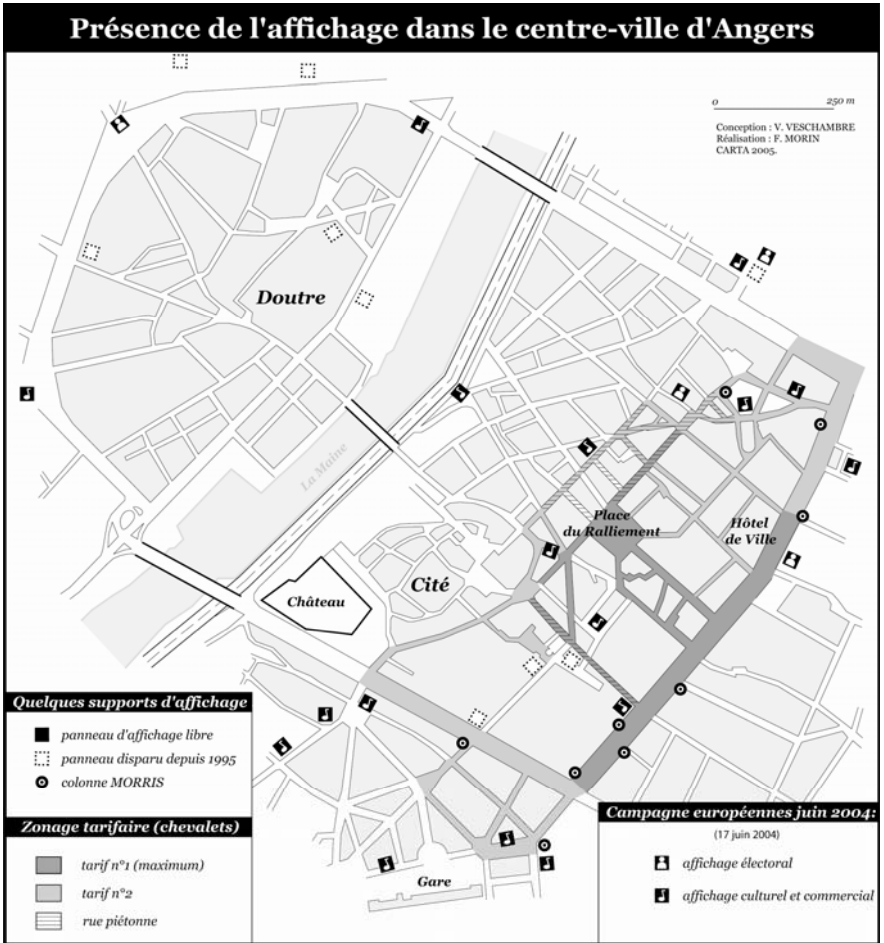 Présence de l'affichage dans le centre-ville d'Angers
0 250 m
Conception : V. VESCHAMBRE
Réalisation : F. MORIN
CARTA 2005.
Doutre
La Maine
Place
du Ralliement
Hôtel
de Ville
Cité
Château
Gare
Quelques supports d'affichage
panneau d'affichage libre
panneau disparu depuis 1995
colonne MORRIS
Zonage tarifaire (chevalets)
tarif n°1 (maximum)
tarif n°2
rue piétonne
Campagne européennes juin 2004:
(17 juin 2004)
affichage électoral
affichage culturel et commercial